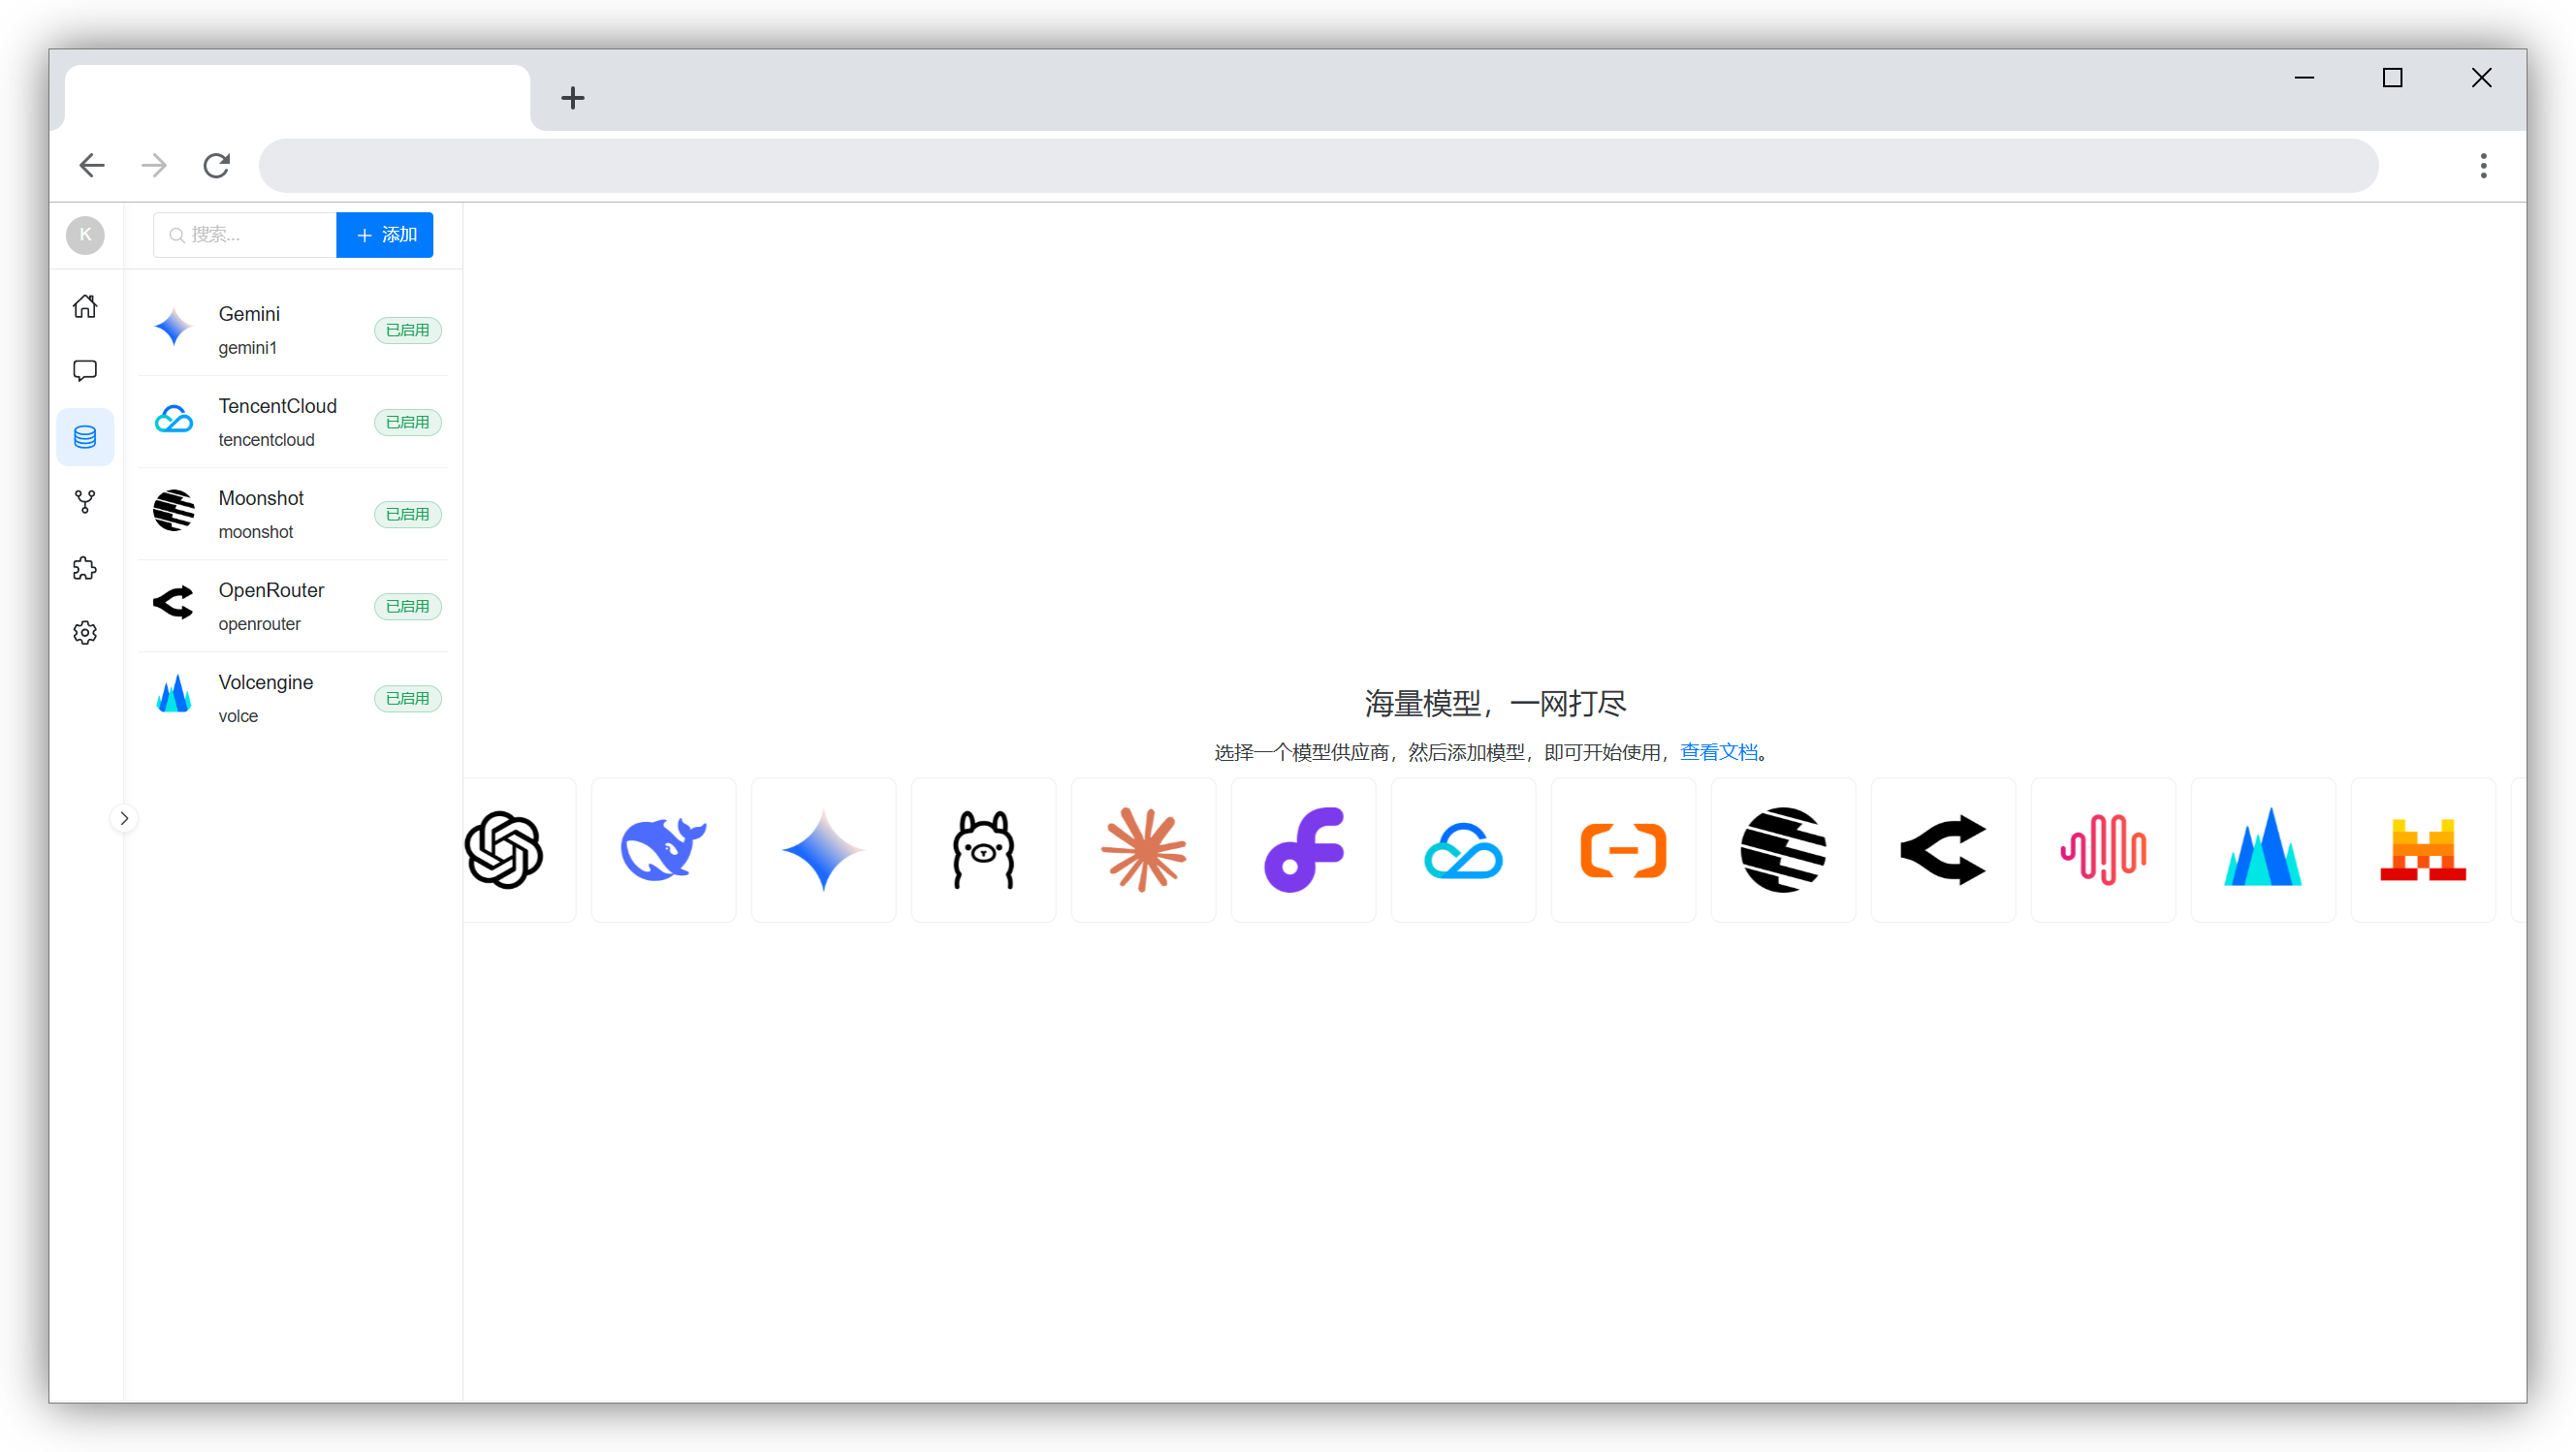 K
搜索...
添加
Gemini
gemini1
已启用
TencentCloud
tencentcloud
已启用
Moonshot
moonshot
已启用
OpenRouter
openrouter
已启用
Volcengine
volce
已启用
海量模型，一网打尽
选择一个模型供应商，然后添加模型，即可开始使用，查看文档。